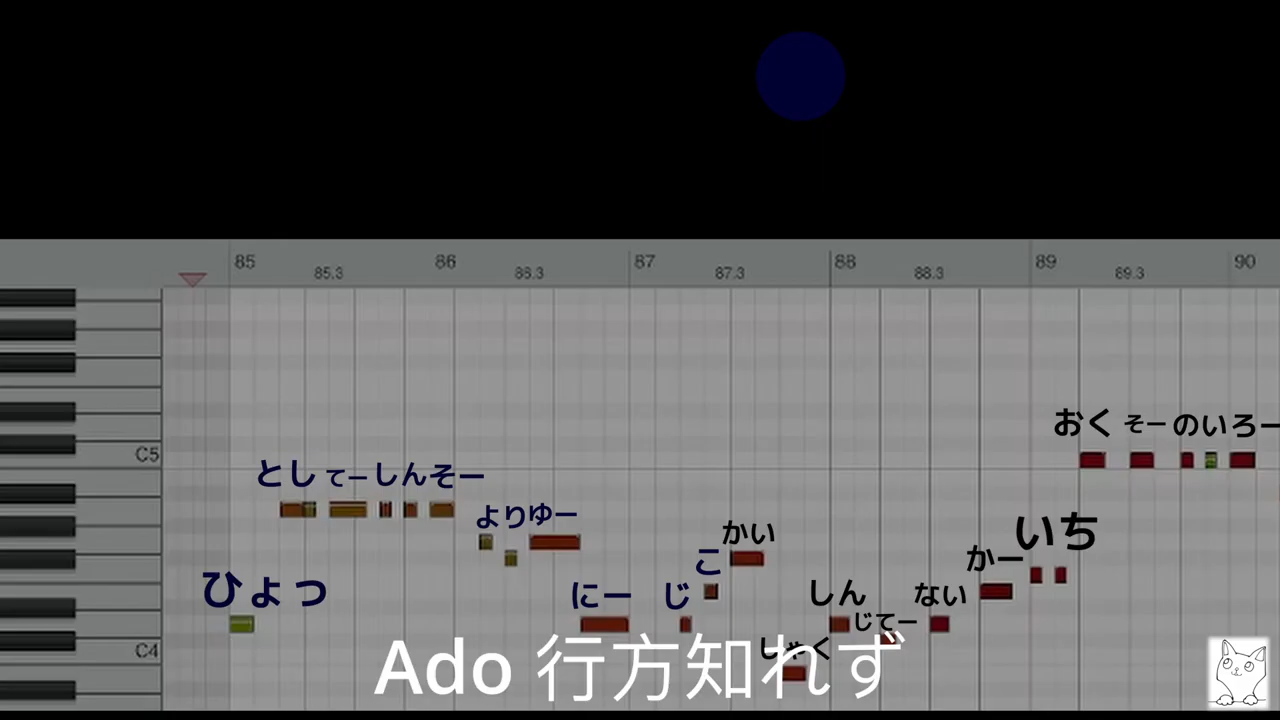 85 85.3 86 86.3 87 87.3 88 88.3 89 89.3 90
おく そー のいろー
C5
とし てー しんそー
よりゆー
かい
いち
こ
かー
ひょっ
にー
じ
しん
ない
じてー
しゃく
C4
Ado 行方知れず